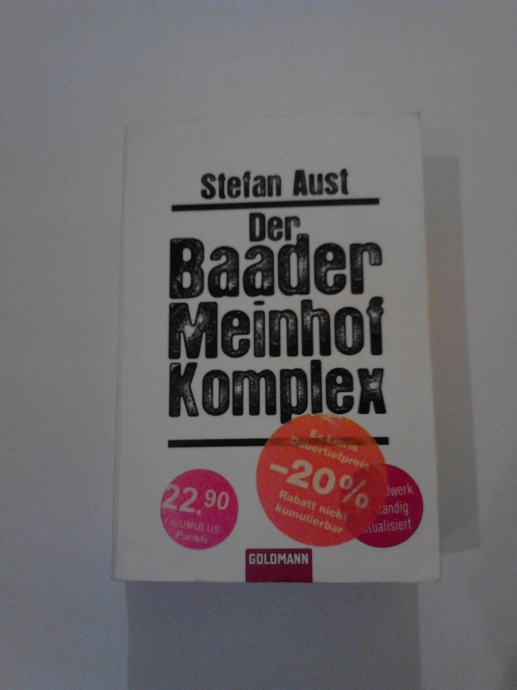 Stefan Aust
Der
Baader
Meinhof
Komplex
Ex Libris
Dauertiefpreis
-20%
Rabatt nicht
kumulierbar
22.90
CUMULUS
Punkte
GOLDMANN